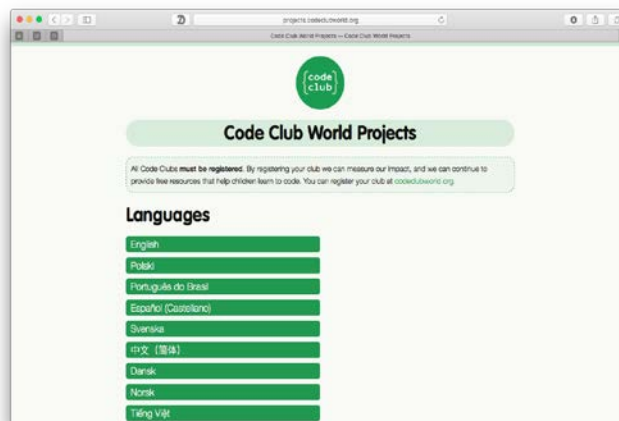 projects.codeclubworld.org
Code Club World Projects — Code Club World Projects
{code
club}
Code Club World Projects
All Code Clubs must be registered. By registering your club we can measure our impact, and we can continue to
provide free resources that help children learn to code. You can register your club at codeclubworld.org.
Languages
English
Polski
Português do Brasil
Español (Castellano)
Svenska
中文 (简体)
Dansk
Norsk
Tiếng Việt